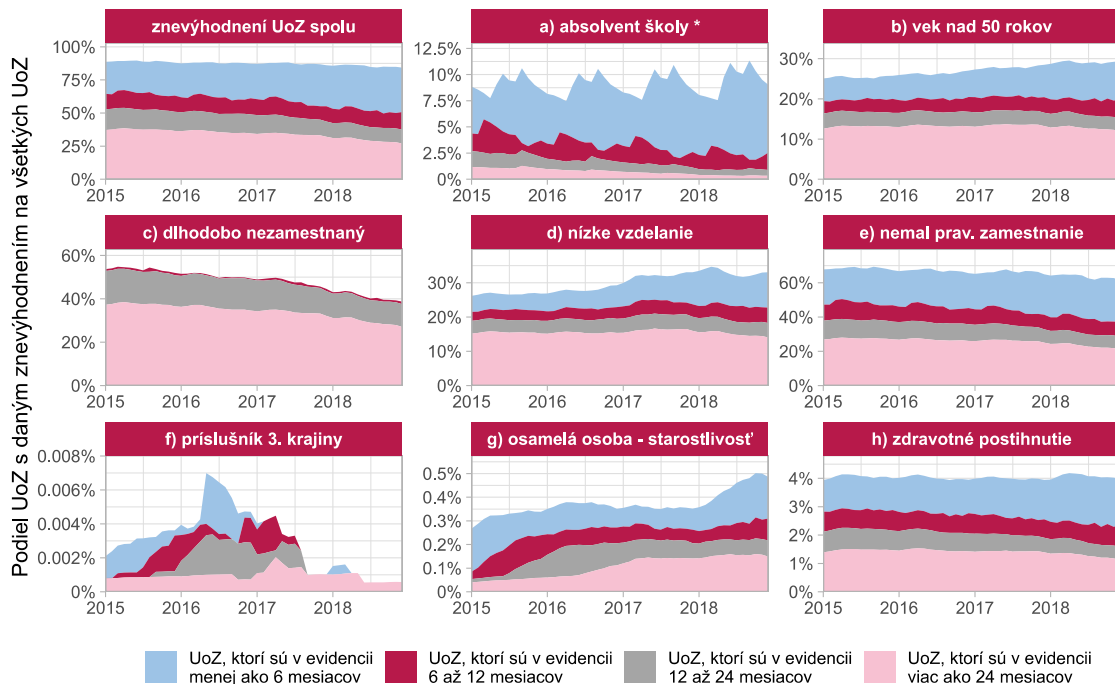 Podiel UoZ s daným znevýhodnením na všetkých UoZ
znevýhodnení UoZ spolu
100%
75%
50%
25%
0%
2015 2016 2017 2018
a) absolvent školy *
12.5%
10%
7.5%
5%
2.5%
0%
2015 2016 2017 2018
b) vek nad 50 rokov
30%
20%
10%
0%
2015 2016 2017 2018
c) dlhodobo nezamestnaný
60%
40%
20%
0%
2015 2016 2017 2018
d) nízke vzdelanie
30%
20%
10%
0%
2015 2016 2017 2018
e) nemal prav. zamestnanie
60%
40%
20%
0%
2015 2016 2017 2018
f) príslušník 3. krajiny
0.008%
0.006%
0.004%
0.002%
0%
2015 2016 2017 2018
g) osamelá osoba - starostlivosť
0.5%
0.4%
0.3%
0.2%
0.1%
0%
2015 2016 2017 2018
h) zdravotné postihnutie
4%
3%
2%
1%
0%
2015 2016 2017 2018
UoZ, ktorí sú v evidencii
menej ako 6 mesiacov
UoZ, ktorí sú v evidencii
6 až 12 mesiacov
UoZ, ktorí sú v evidencii
12 až 24 mesiacov
UoZ, ktorí sú v evidencii
viac ako 24 mesiacov